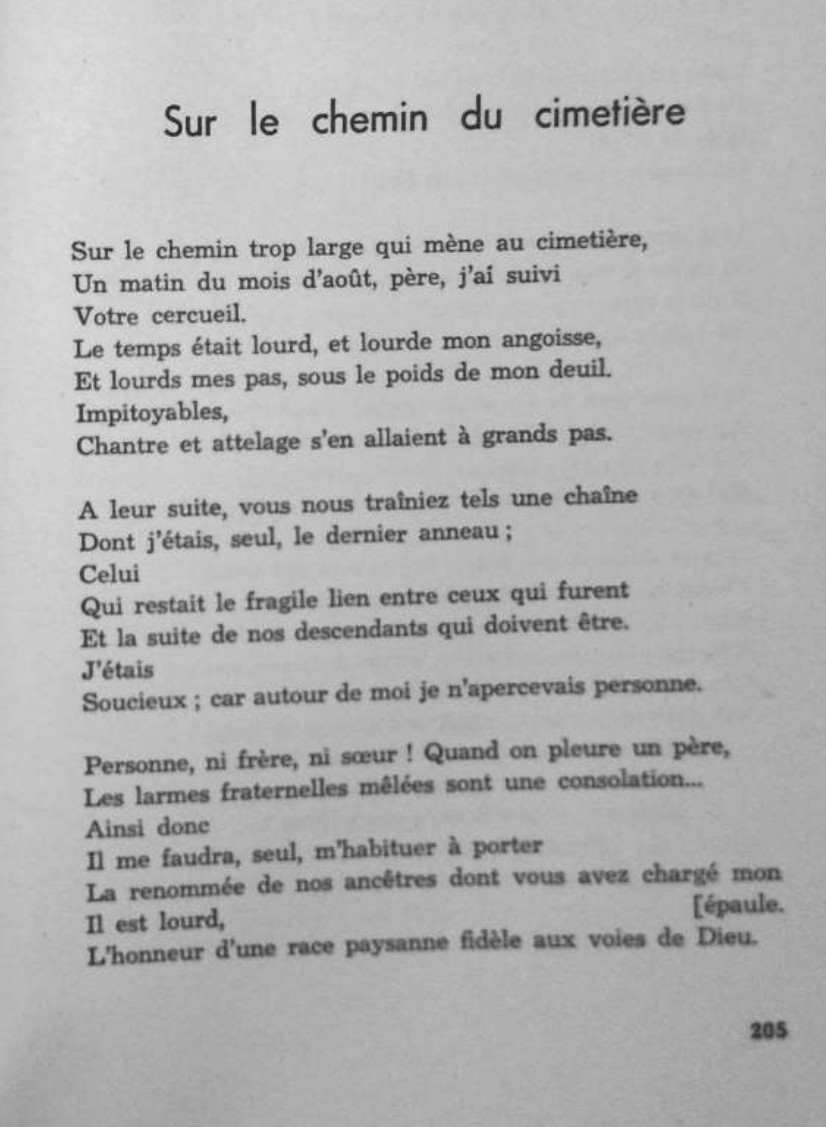 Sur le chemin du cimetière
Sur le chemin trop large qui mène au cimetière,
Un matin du mois d'août, père, j'ai suivi
Votre cercueil.
Le temps était lourd, et lourde mon angoisse,
Et lourds mes pas, sous le poids de mon deuil.
Impitoyables,
Chantre et attelage s'en allaient à grands pas.
A leur suite, vous nous traîniez tels une chaîne
Dont j'étais, seul, le dernier anneau ;
Celui
Qui restait le fragile lien entre ceux qui furent
Et la suite de nos descendants qui doivent être.
J'étais
Soucieux ; car autour de moi je n'apercevais personne.
Personne, ni frère, ni sœur ! Quand on pleure un père,
Les larmes fraternelles mêlées sont une consolation...
Ainsi donc
Il me faudra, seul, m'habituer à porter
La renommée de nos ancêtres dont vous avez chargé mon
[épaule.
Il est lourd,
L'honneur d'une race paysanne fidèle aux voies de Dieu.
205